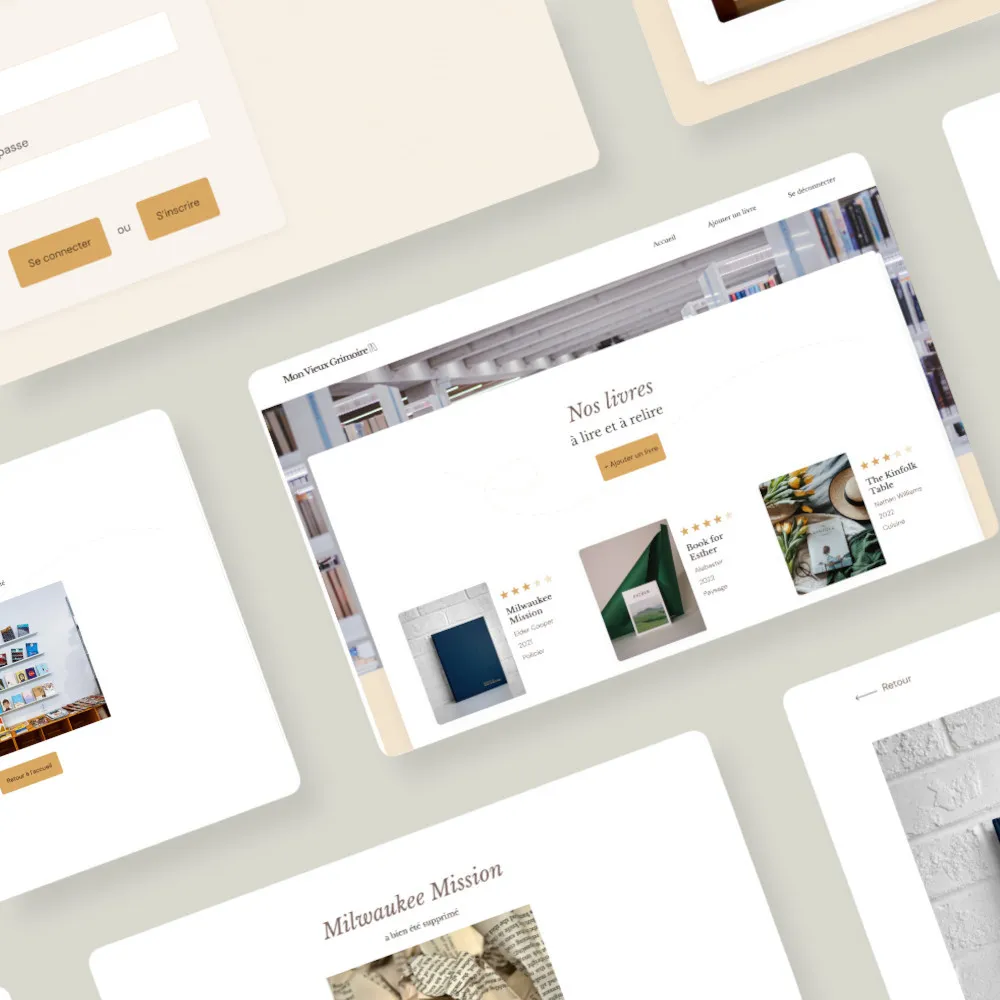 passe
Se connecter
ou
S'inscrire
Mon Vieux Grimoire
Accueil
Ajouter un livre
Se déconnecter
Nos livres
à lire et à relire
+ Ajouter un livre
Milwaukee
Mission
Elder Cooper
2021
Policier
Book for
Esther
Alabaster
2022
Paysage
The Kinfolk
Table
Nathan Williams
2022
Cuisine
Retour à l'accueil
Retour
Milwaukee Mission
a bien été supprimé